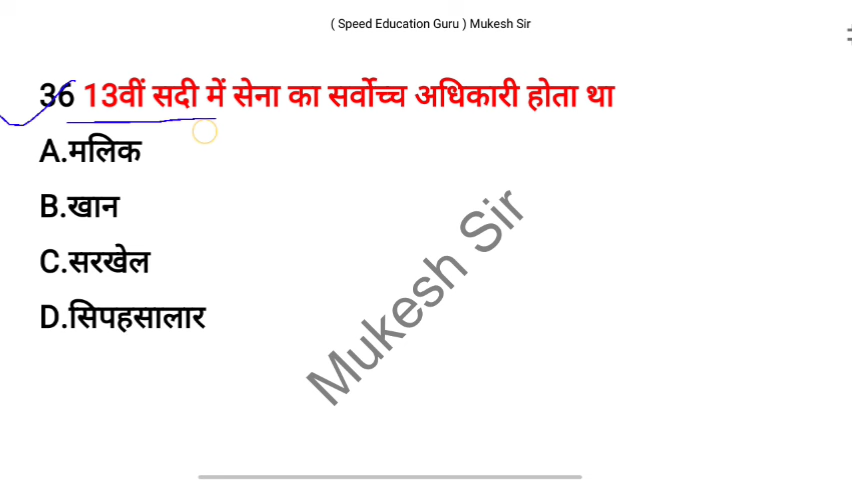 ( Speed Education Guru ) Mukesh Sir
36 13वीं सदी में सेना का सर्वोच्च अधिकारी होता था
A.मलिक
B.खान
C.सरखेल
D.सिपहसालार
Mukesh Sir